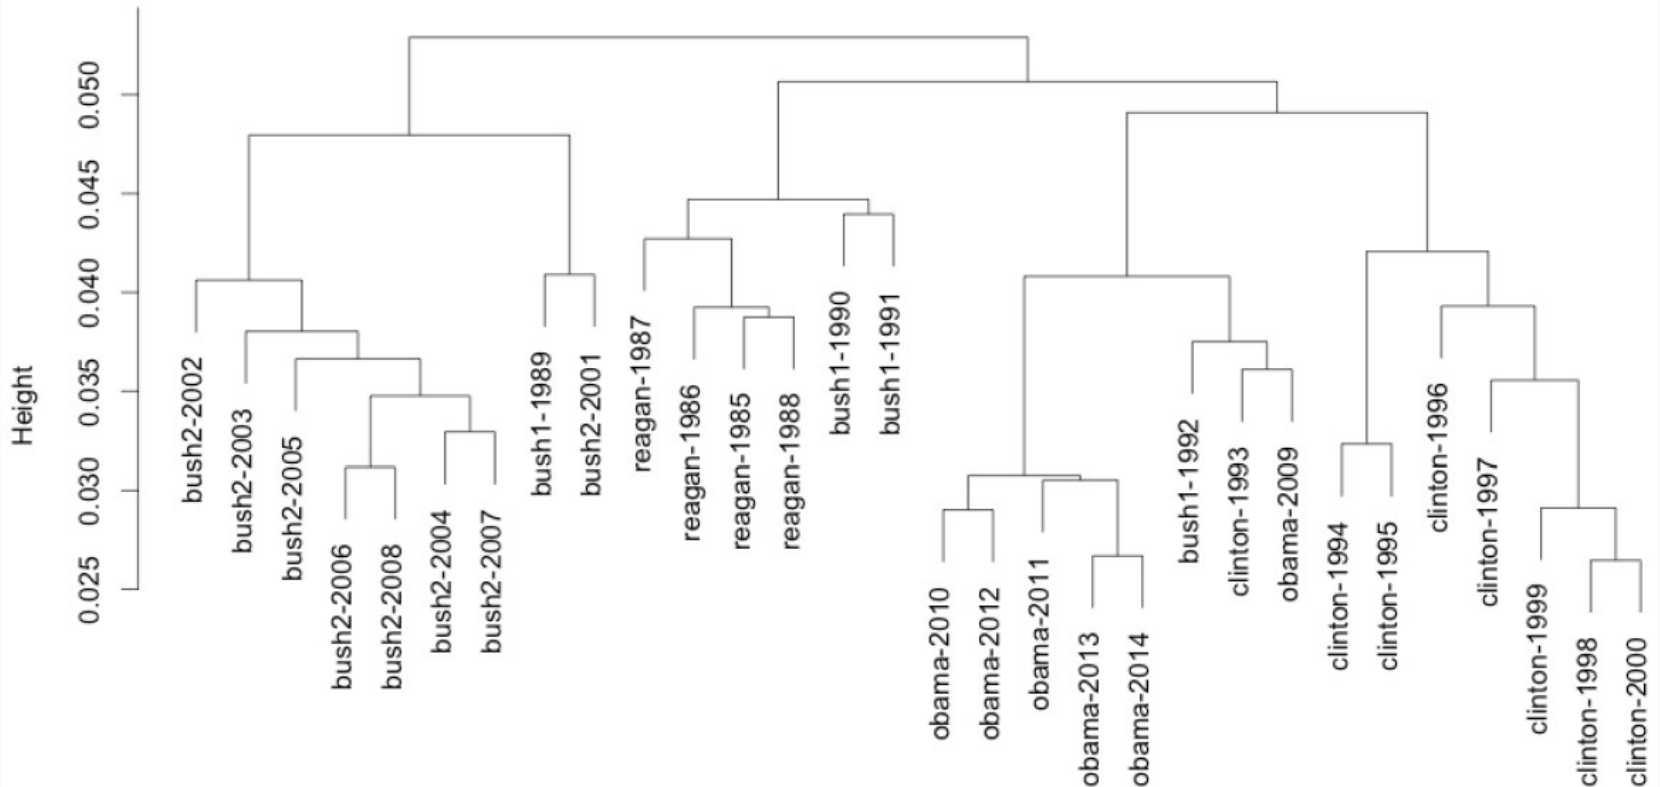 Height
0.050
0.045
0.040
0.035
0.030
0.025
bush2-2002
bush2-2003
bush2-2005
bush2-2006
bush2-2008
bush2-2004
bush2-2007
bush1-1989
bush2-2001
reagan-1987
reagan-1986
reagan-1985
reagan-1988
bush1-1990
bush1-1991
obama-2010
obama-2012
obama-2011
obama-2013
obama-2014
bush1-1992
clinton-1993
obama-2009
clinton-1994
clinton-1995
clinton-1996
clinton-1997
clinton-1999
clinton-1998
clinton-2000